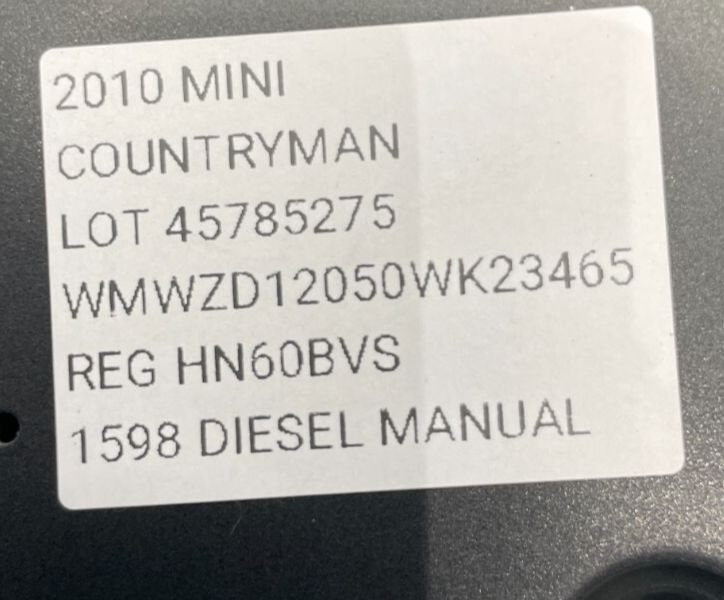 2010 MINI
COUNTRYMAN
LOT 45785275
WMWZD12050WK23465
REG HN60BVS
1598 DIESEL MANUAL